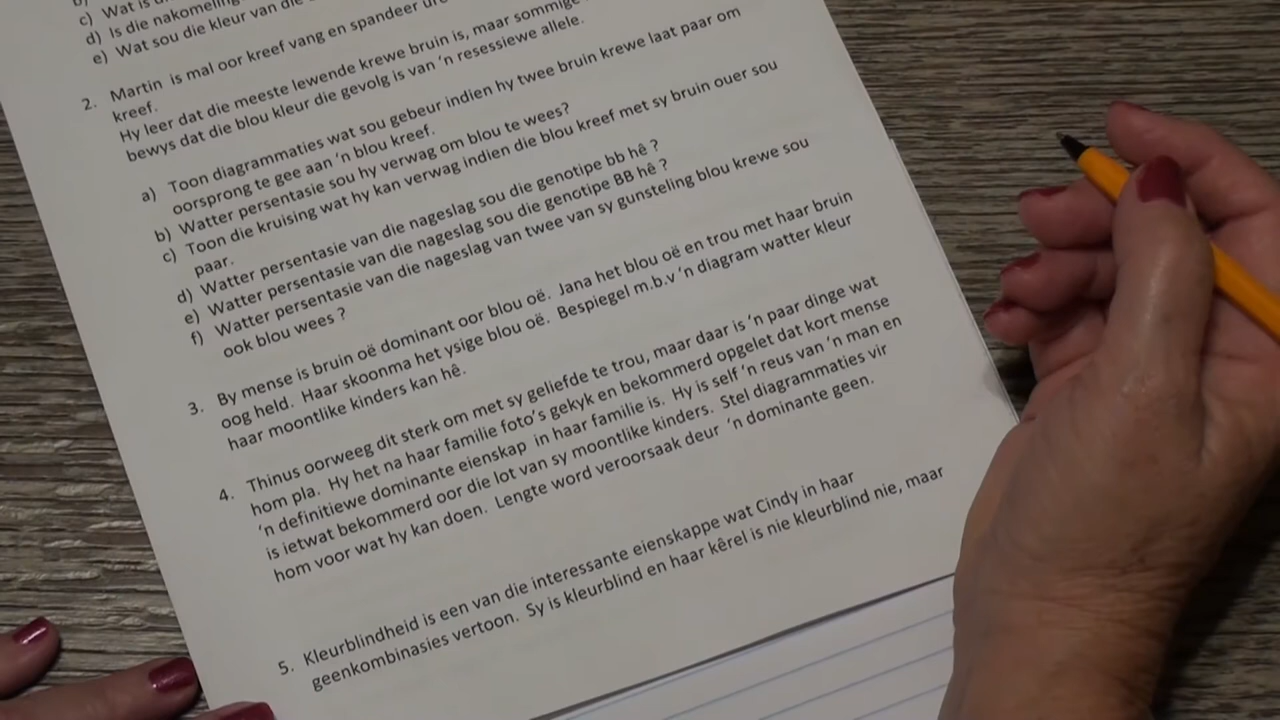 c) Wat is
d) Is die nakomeling
e) Wat sou die kleur van die
2. Martin is mal oor kreef vang en spandeer ure
kreef.
Hy leer dat die meeste lewende krewe bruin is, maar sommige
bewys dat die blou kleur die gevolg is van 'n resessiewe allele.
a) Toon diagrammaties wat sou gebeur indien hy twee bruin krewe laat paar om
oorsprong te gee aan 'n blou kreef.
b) Watter persentasie sou hy verwag om blou te wees?
c) Toon die kruising wat hy kan verwag indien die blou kreef met sy bruin ouer sou
paar.
d) Watter persentasie van die nageslag sou die genotipe bb hê ?
e) Watter persentasie van die nageslag sou die genotipe BB hê ?
f) Watter persentasie van die nageslag van twee van sy gunsteling blou krewe sou
ook blou wees ?
3. By mense is bruin oë dominant oor blou oë. Jana het blou oë en trou met haar bruin
oog held. Haar skoonma het ysige blou oë. Bespiegel m.b.v 'n diagram watter kleur
haar moontlike kinders kan hê.
4. Thinus oorweeg dit sterk om met sy geliefde te trou, maar daar is 'n paar dinge wat
hom pla. Hy het na haar familie foto's gekyk en bekommerd opgelet dat kort mense
'n definitiewe dominante eienskap in haar familie is. Hy is self 'n reus van 'n man en
is ietwat bekommerd oor die lot van sy moontlike kinders. Stel diagrammaties vir
hom voor wat hy kan doen. Lengte word veroorsaak deur 'n dominante geen.
5. Kleurblindheid is een van die interessante eienskappe wat Cindy in haar
geenkombinasies vertoon. Sy is kleurblind en haar kêrel is nie kleurblind nie, maar